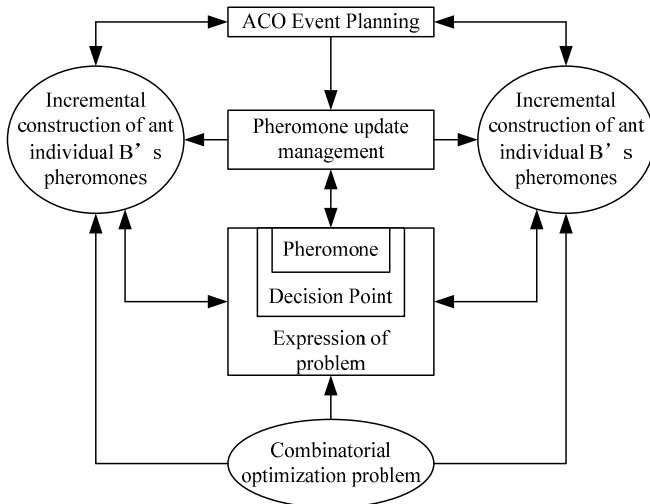 ACO Event Planning
Incremental
construction of ant
individual B’s
pheromones
Pheromone update
management
Incremental
construction of ant
individual B’s
pheromones
Pheromone
Decision Point
Expression of
problem
Combinatorial
optimization problem